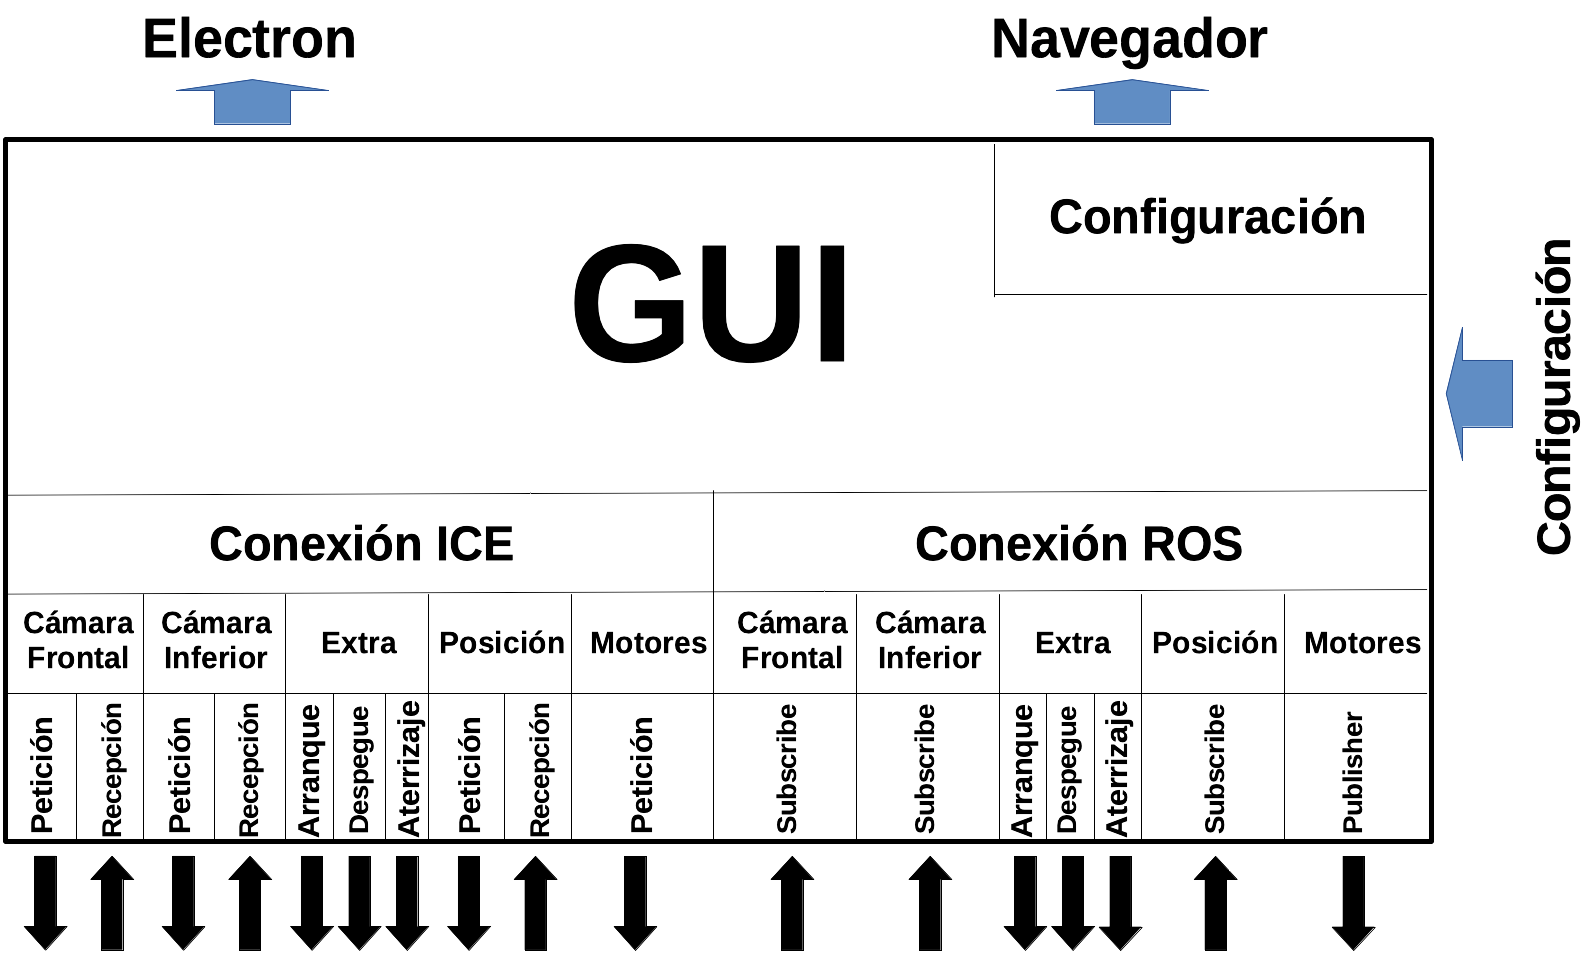 Electron
Navegador
Configuración
GUI
Configuración
Conexión ICE
Conexión ROS
Cámara
Frontal
Cámara
Inferior
Extra
Posición
Motores
Cámara
Frontal
Cámara
Inferior
Extra
Posición
Motores
Petición
Recepción
Petición
Recepción
Arranque
Despegue
Aterrizaje
Petición
Recepción
Petición
Subscribe
Subscribe
Arranque
Despegue
Aterrizaje
Subscribe
Publisher